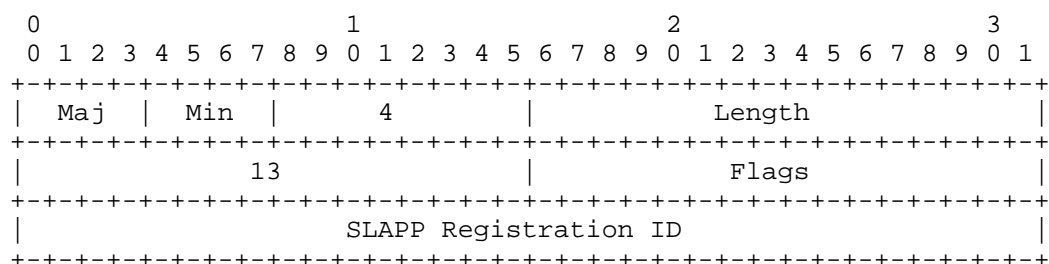 0                   1                   2                   3
 0 1 2 3 4 5 6 7 8 9 0 1 2 3 4 5 6 7 8 9 0 1 2 3 4 5 6 7 8 9 0 1
+-+-+-+-+-+-+-+-+-+-+-+-+-+-+-+-+-+-+-+-+-+-+-+-+-+-+-+-+-+-+-+-+
|  Maj  |  Min  |      4        |           Length              |
+-+-+-+-+-+-+-+-+-+-+-+-+-+-+-+-+-+-+-+-+-+-+-+-+-+-+-+-+-+-+-+-+
|              13               |            Flags              |
+-+-+-+-+-+-+-+-+-+-+-+-+-+-+-+-+-+-+-+-+-+-+-+-+-+-+-+-+-+-+-+-+
|                    SLAPP Registration ID                      |
+-+-+-+-+-+-+-+-+-+-+-+-+-+-+-+-+-+-+-+-+-+-+-+-+-+-+-+-+-+-+-+-+